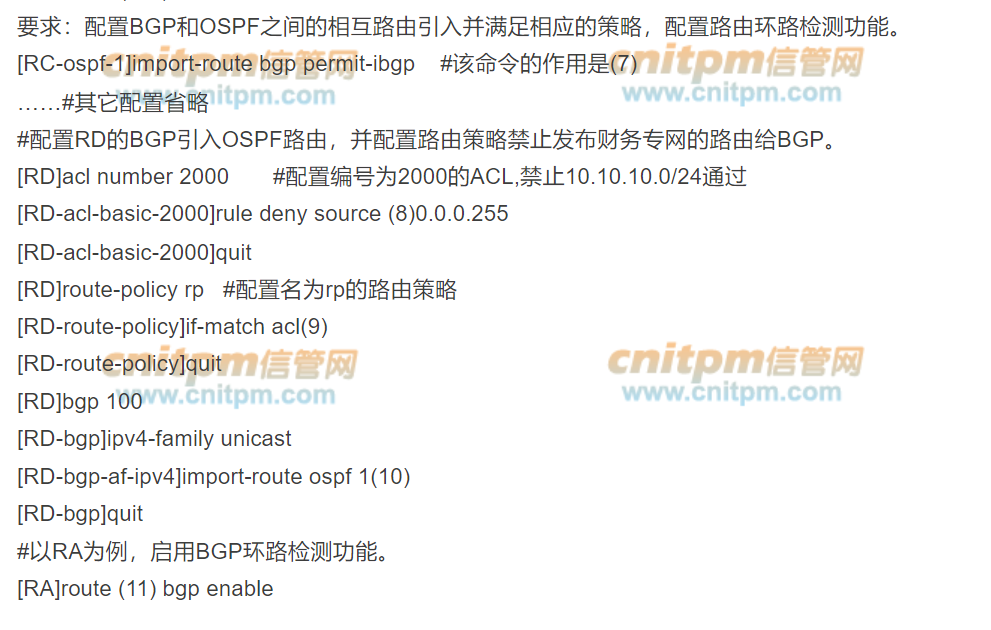 要求：配置BGP和OSPF之间的相互路由引入并满足相应的策略，配置路由环路检测功能。
[RC-ospf-1]import-route bgp permit-ibgp #该命令的作用是(7)
……#其它配置省略
#配置RD的BGP引入OSPF路由，并配置路由策略禁止发布财务专网的路由给BGP。
[RD]acl number 2000 #配置编号为2000的ACL,禁止10.10.10.0/24通过
[RD-acl-basic-2000]rule deny source (8)0.0.0.255
[RD-acl-basic-2000]quit
[RD]route-policy rp #配置名为rp的路由策略
[RD-route-policy]if-match acl(9)
[RD-route-policy]quit
[RD]bgp 100
[RD-bgp]ipv4-family unicast
[RD-bgp-af-ipv4]import-route ospf 1(10)
[RD-bgp]quit
#以RA为例，启用BGP环路检测功能。
[RA]route (11) bgp enable
cnitpm信管网
www.cnitpm.com
cnitpm信管网
www.cnitpm.com
cnitpm信管网
www.cnitpm.com
cnitpm信管网
www.cnitpm.com